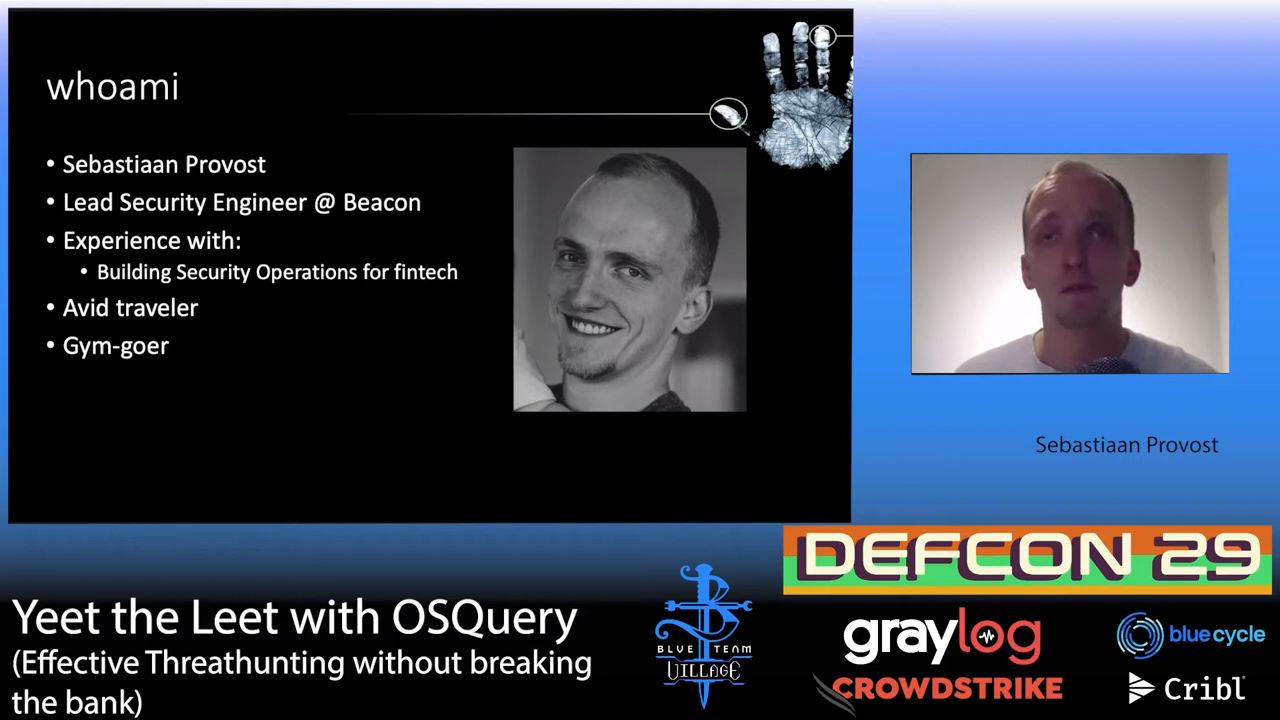 whoami
• Sebastiaan Provost
• Lead Security Engineer @ Beacon
• Experience with:
• Building Security Operations for fintech
• Avid traveler
• Gym-goer
Sebastiaan Provost
DEFCON 29
Yeet the Leet with OSQuery
(Effective Threathunting without breaking
the bank)
BLUE TEAM
VILLAGE
graylog
blue cycle
CROWDSTRIKE
Cribl